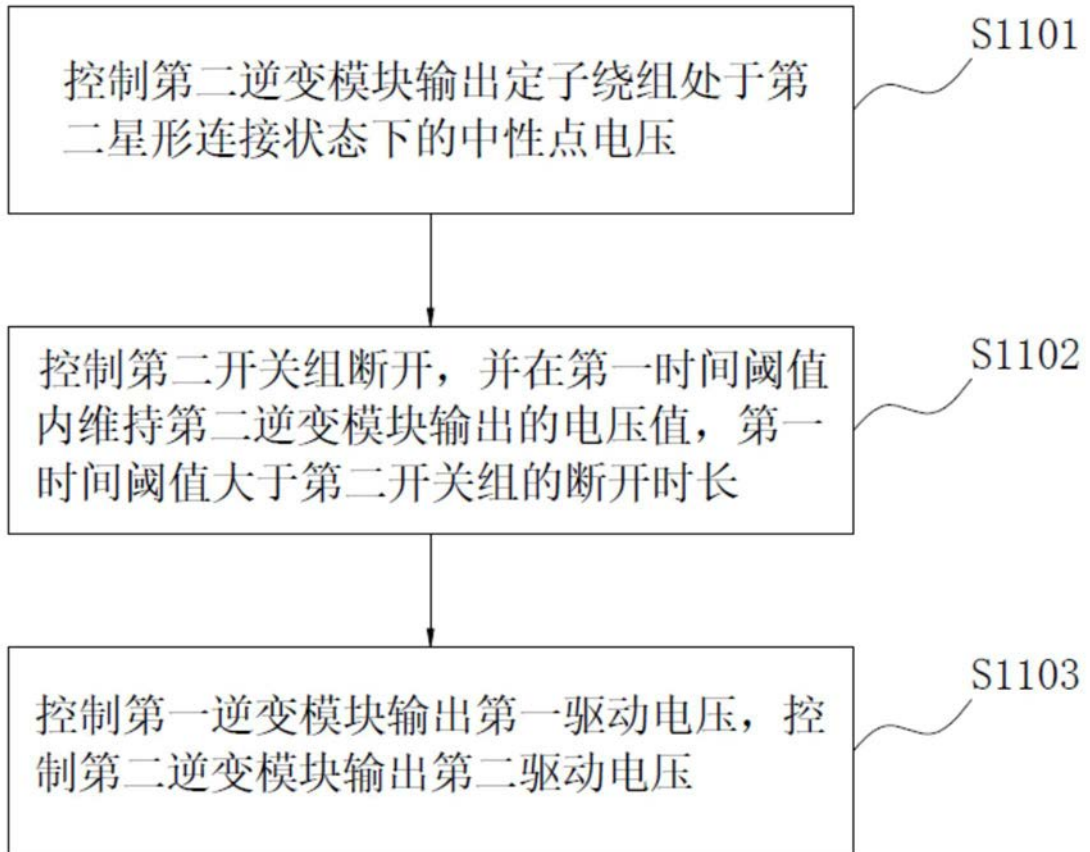 S1101
控制第二逆变模块输出定子绕组处于第
二星形连接状态下的中性点电压
S1102
控制第二开关组断开，并在第一时间阈值
内维持第二逆变模块输出的电压值，第一
时间阈值大于第二开关组的断开时长
S1103
控制第一逆变模块输出第一驱动电压，控
制第二逆变模块输出第二驱动电压